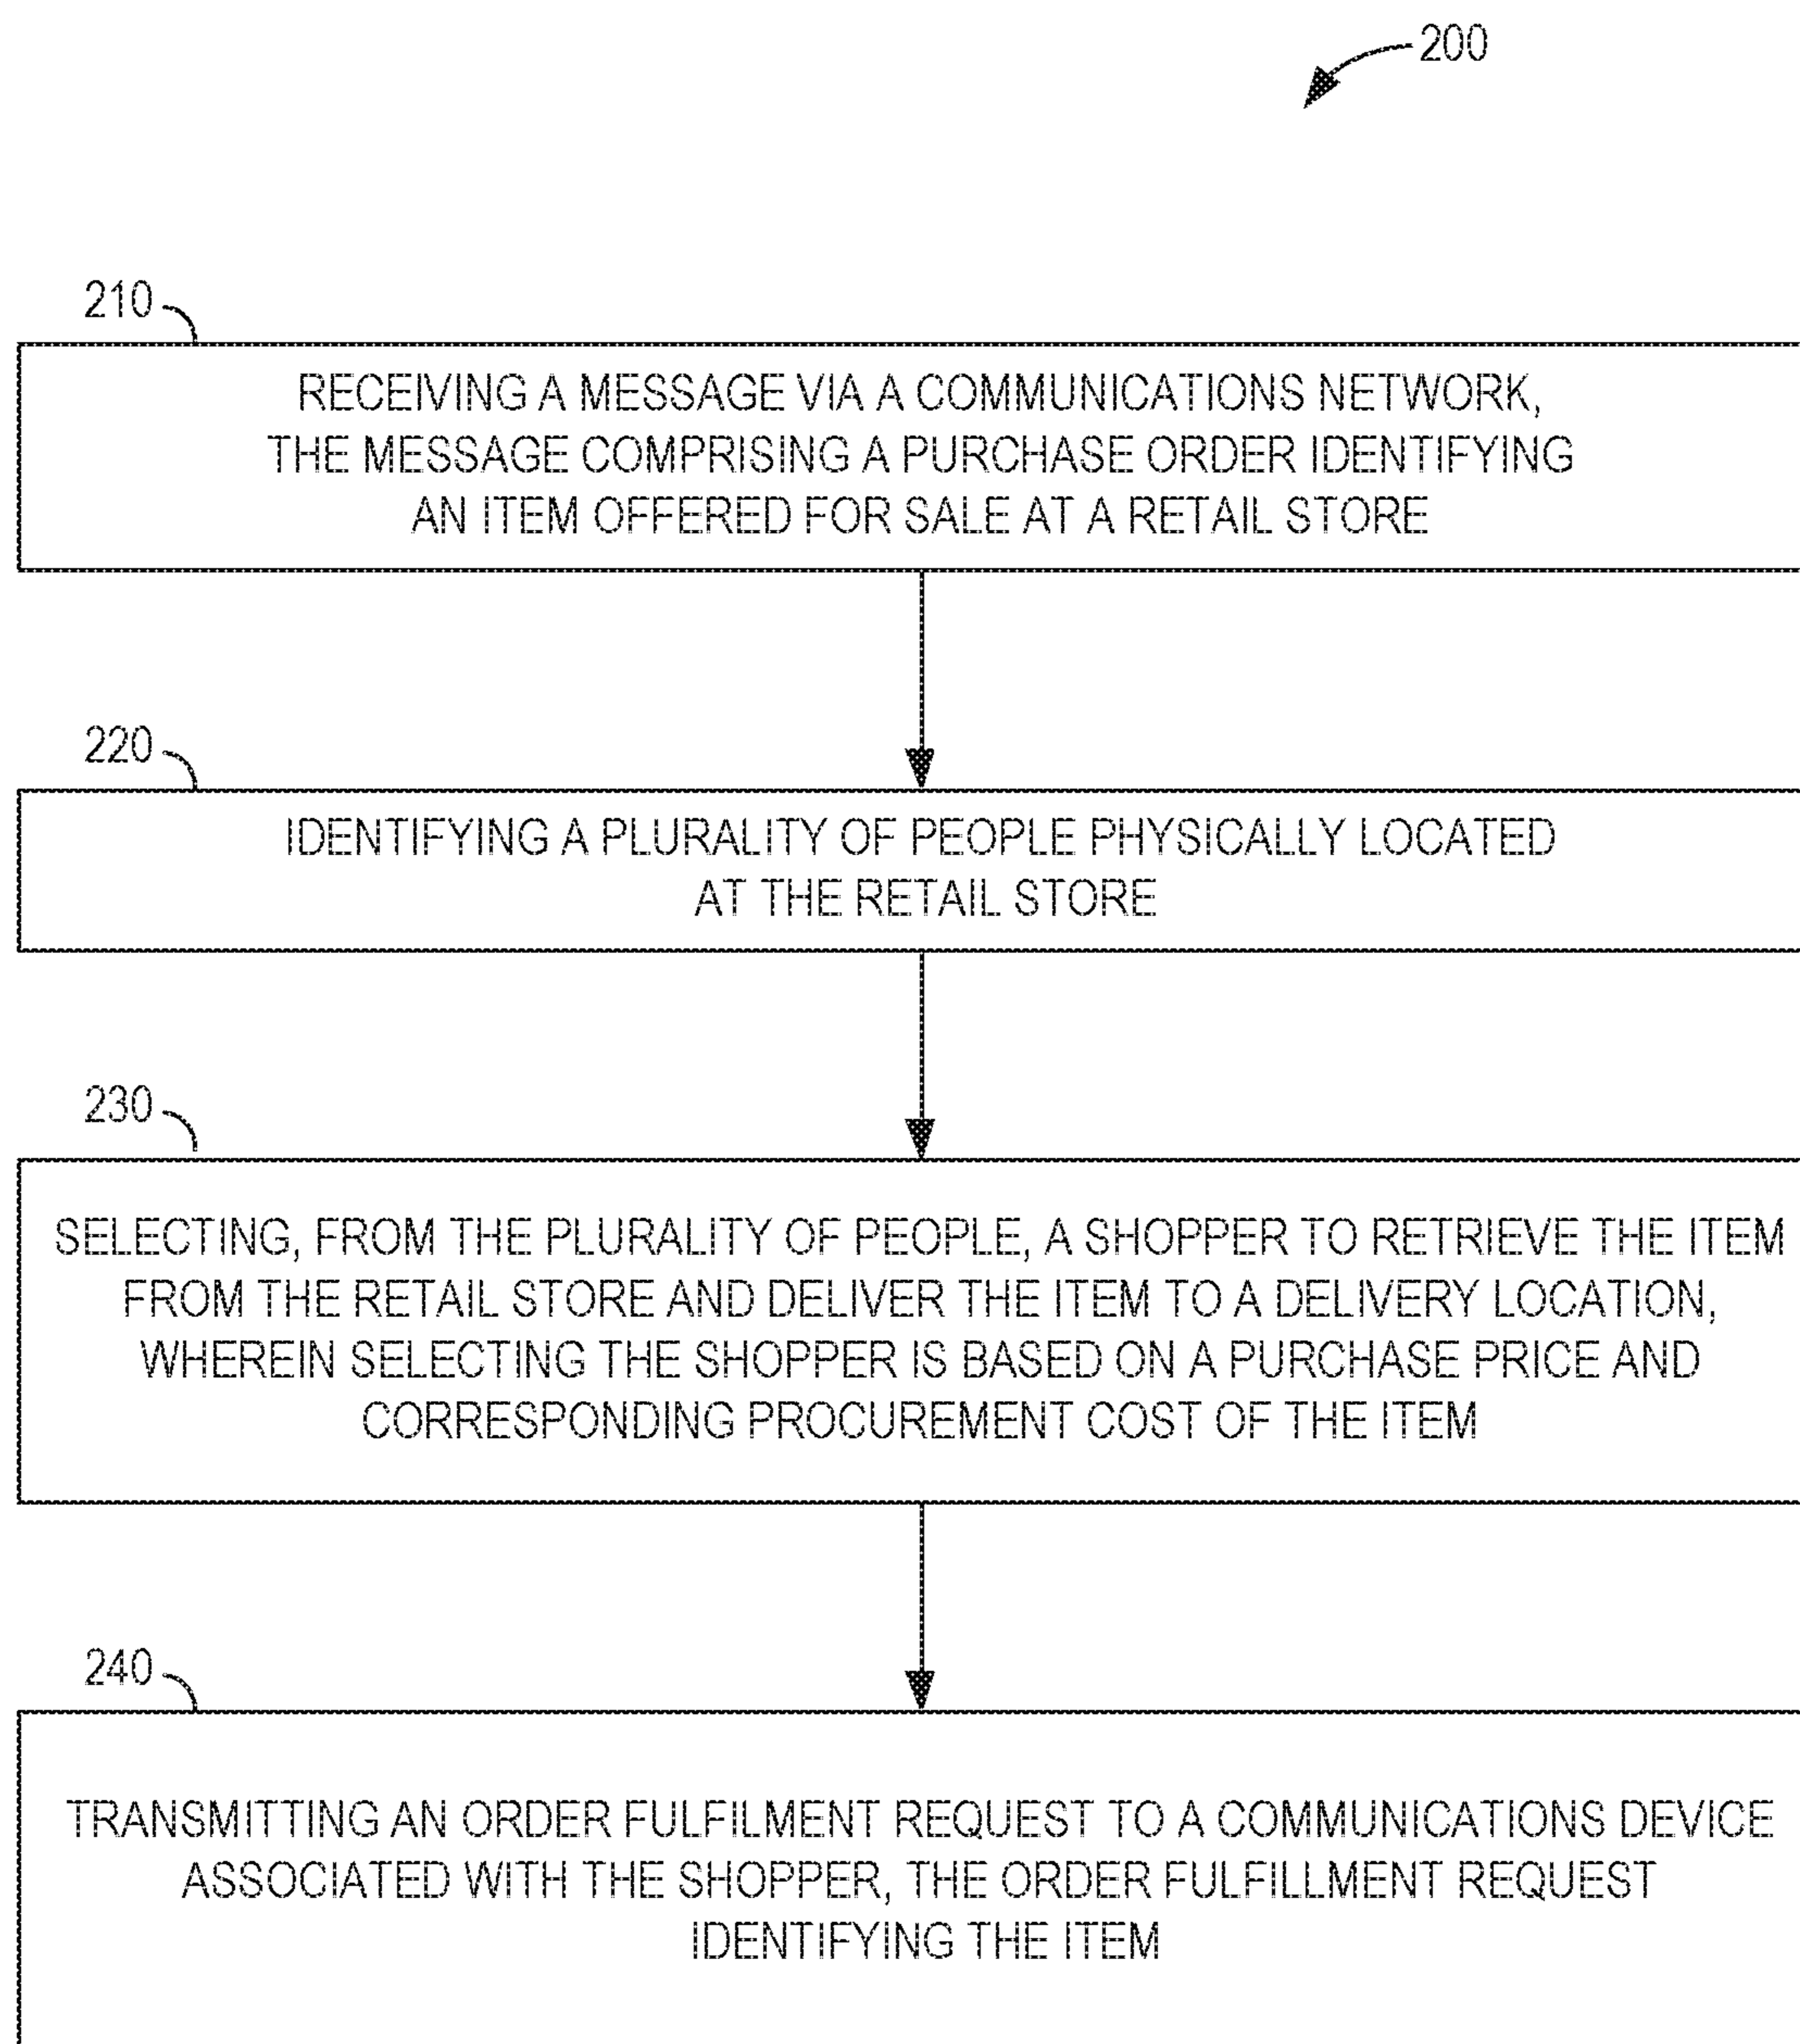 200
210
RECEIVING A MESSAGE VIA A COMMUNICATIONS NETWORK,
THE MESSAGE COMPRISING A PURCHASE ORDER IDENTIFYING
AN ITEM OFFERED FOR SALE AT A RETAIL STORE
220
IDENTIFYING A PLURALITY OF PEOPLE PHYSICALLY LOCATED
AT THE RETAIL STORE
230
SELECTING, FROM THE PLURALITY OF PEOPLE, A SHOPPER TO RETRIEVE THE ITEM
FROM THE RETAIL STORE AND DELIVER THE ITEM TO A DELIVERY LOCATION,
WHEREIN SELECTING THE SHOPPER IS BASED ON A PURCHASE PRICE AND
CORRESPONDING PROCUREMENT COST OF THE ITEM
240
TRANSMITTING AN ORDER FULFILMENT REQUEST TO A COMMUNICATIONS DEVICE
ASSOCIATED WITH THE SHOPPER, THE ORDER FULFILLMENT REQUEST
IDENTIFYING THE ITEM